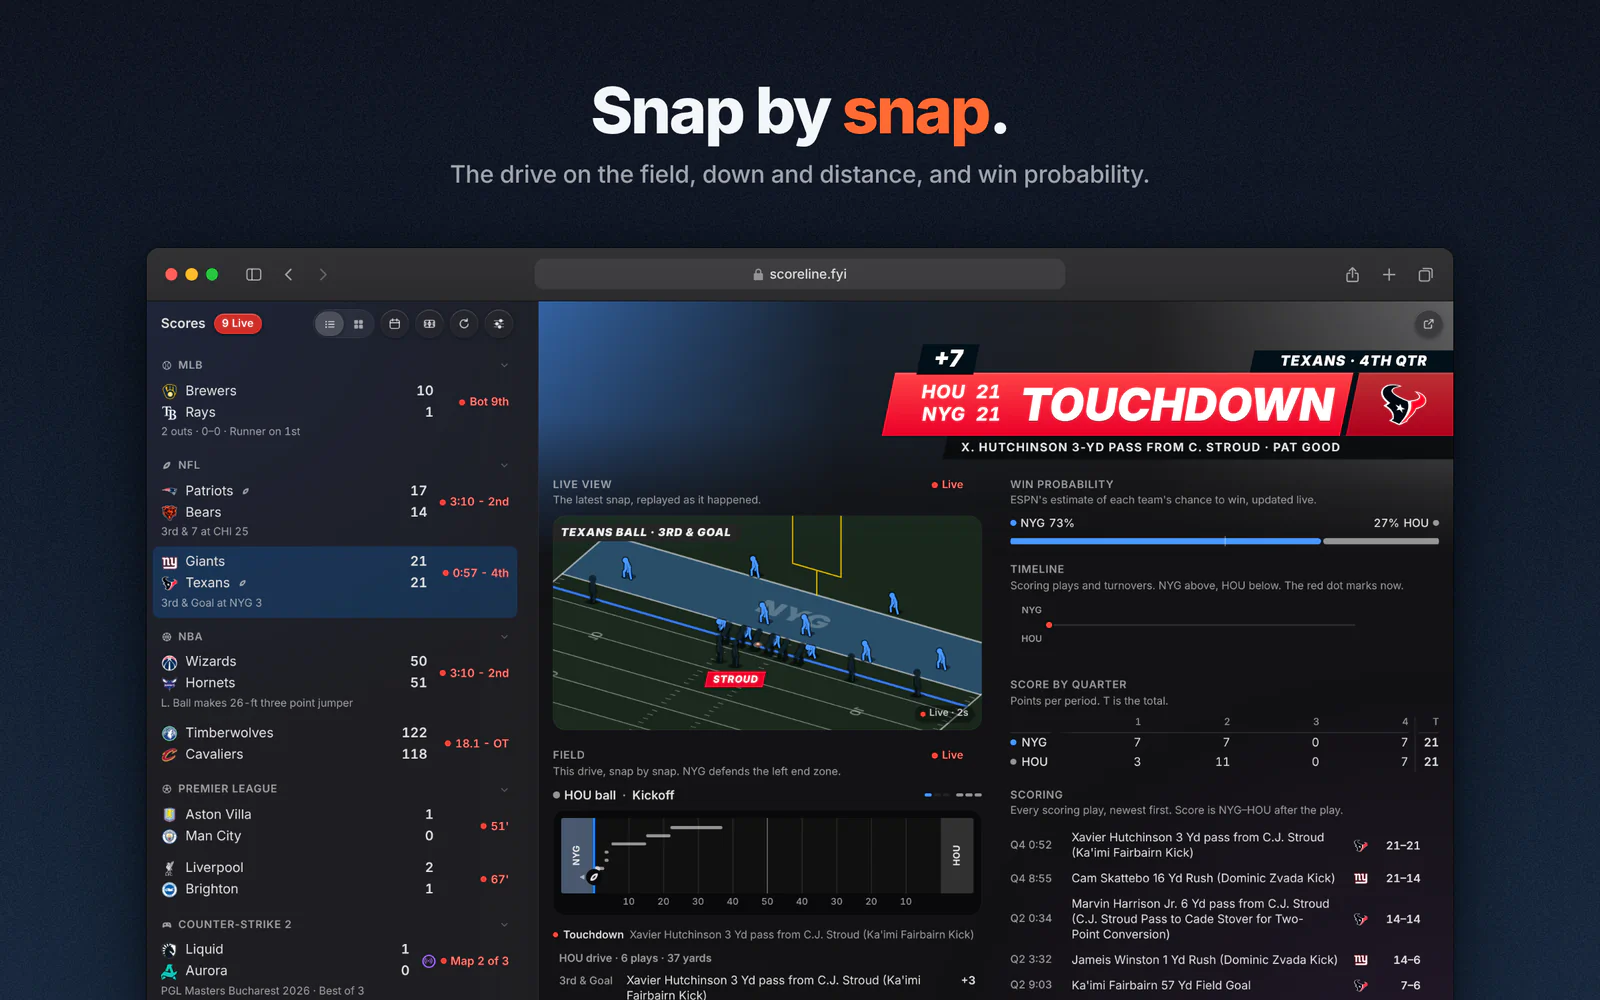 Snap by snap.
The drive on the field, down and distance, and win probability.
scoreline.fyi
Scores 9 Live
MLB
Brewers 10
Rays 1
Bot 9th
2 outs · 0–0 · Runner on 1st
NFL
Patriots 17
Bears 14
3:10 - 2nd
3rd & 7 at CHI 25
Giants 21
Texans 21
0:57 - 4th
3rd & Goal at NYG 3
NBA
Wizards 50
Hornets 51
3:10 - 2nd
L. Ball makes 26-ft three point jumper
Timberwolves 122
Cavaliers 118
18.1 - OT
PREMIER LEAGUE
Aston Villa 1
Man City 0
51'
Liverpool 2
Brighton 1
67'
COUNTER-STRIKE 2
Liquid 1
Aurora 0
Map 2 of 3
PGL Masters Bucharest 2026 · Best of 3
+7
TEXANS · 4TH QTR
HOU 21
NYG 21
TOUCHDOWN
X. HUTCHINSON 3-YD PASS FROM C. STROUD · PAT GOOD
LIVE VIEW
Live
The latest snap, replayed as it happened.
TEXANS BALL · 3RD & GOAL
NYG
STROUD
Live · 2s
FIELD
Live
This drive, snap by snap. NYG defends the left end zone.
HOU ball · Kickoff
NYG
HOU
10 20 30 40 50 40 30 20 10
Touchdown Xavier Hutchinson 3 Yd pass from C.J. Stroud (Ka'imi Fairbairn Kick)
HOU drive · 6 plays · 37 yards
3rd & Goal Xavier Hutchinson 3 Yd pass from C.J. Stroud (Ka'imi +3
Fairbairn Kick)
WIN PROBABILITY
ESPN's estimate of each team's chance to win, updated live.
NYG 73% 27% HOU
TIMELINE
Scoring plays and turnovers. NYG above, HOU below. The red dot marks now.
NYG
HOU
SCORE BY QUARTER
Points per period. T is the total.
1 2 3 4 T
NYG 7 7 0 7 21
HOU 3 11 0 7 21
SCORING
Every scoring play, newest first. Score is NYG–HOU after the play.
Q4 0:52 Xavier Hutchinson 3 Yd pass from C.J. Stroud
(Ka'imi Fairbairn Kick) 21–21
Q4 8:55 Cam Skattebo 16 Yd Rush (Dominic Zvada Kick) 21–14
Q2 0:34 Marvin Harrison Jr. 6 Yd pass from C.J. Stroud
(C.J. Stroud Pass to Cade Stover for Two-
Point Conversion) 14–14
Q2 3:32 Jameis Winston 1 Yd Rush (Dominic Zvada Kick) 14–6
Q2 9:03 Ka'imi Fairbairn 57 Yd Field Goal 7–6